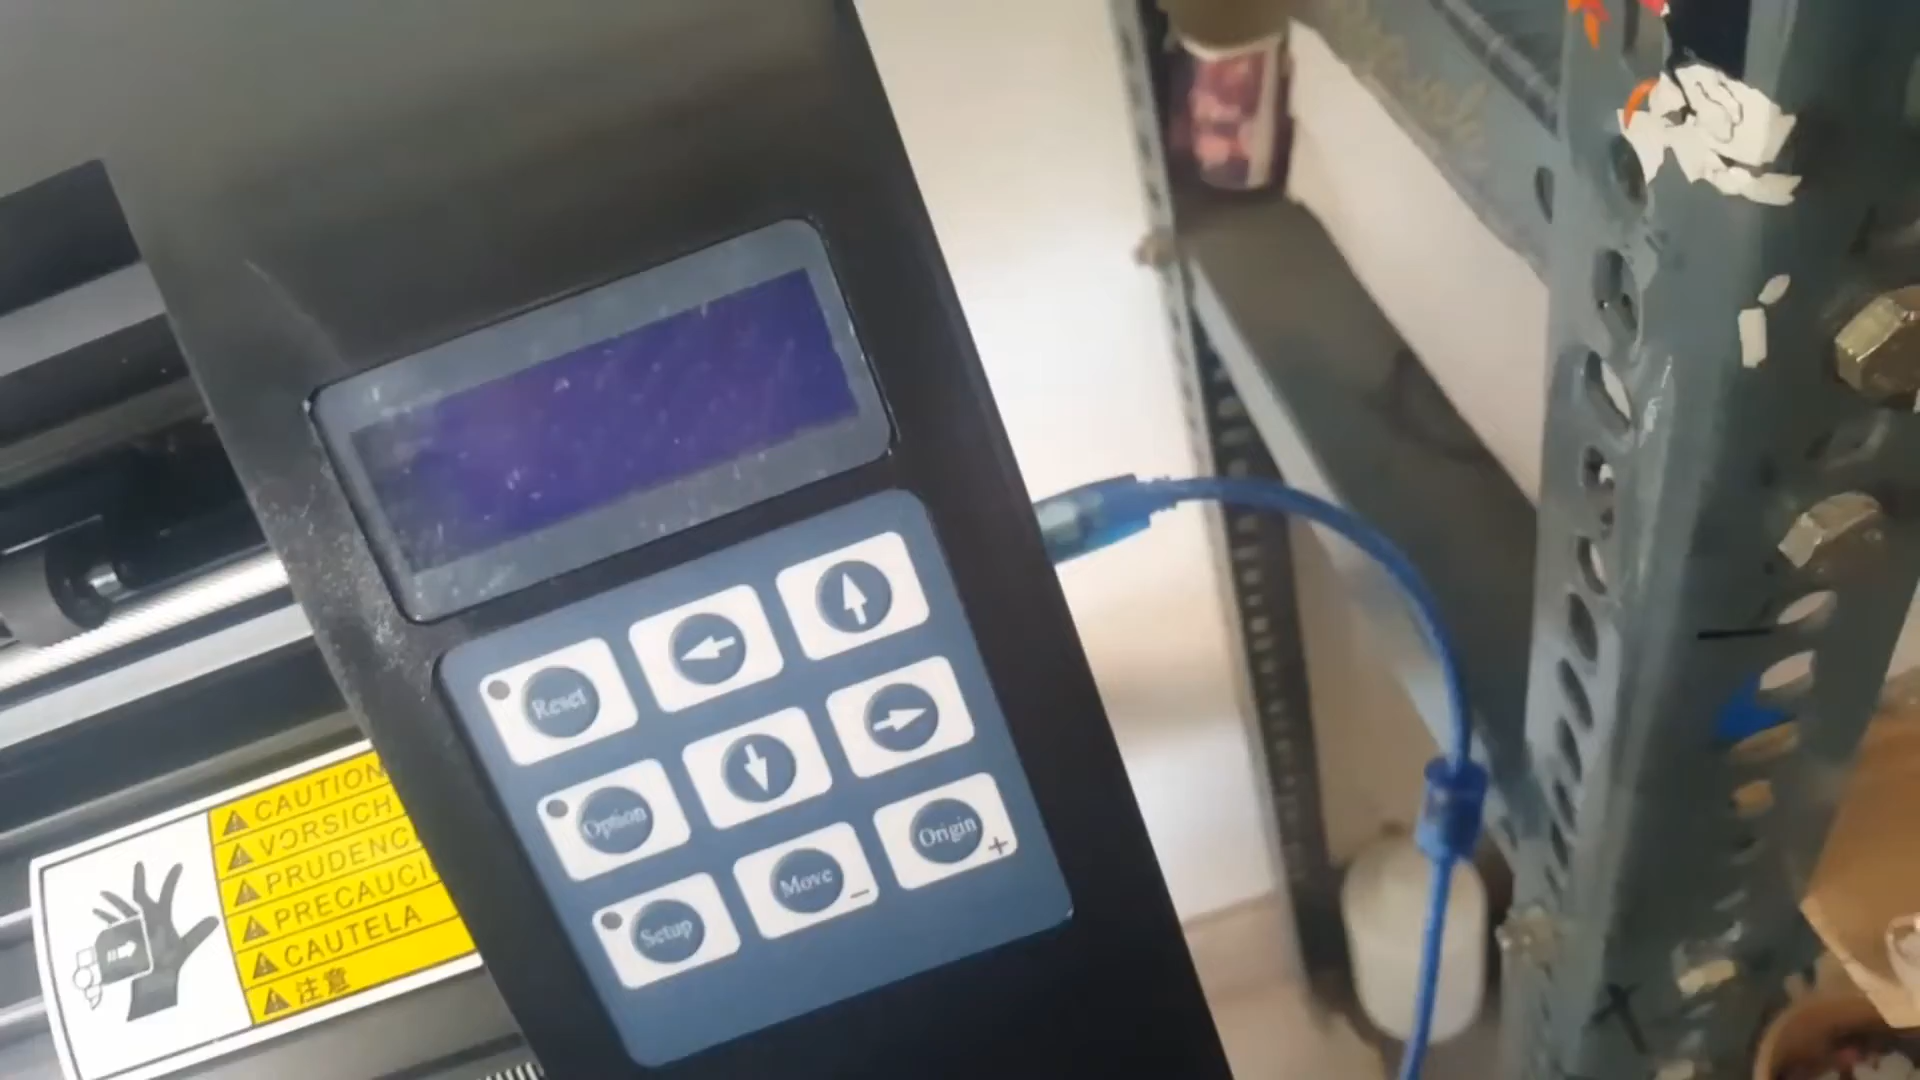 Reset
Option
Setup
Move
−
Origin
+
CAUTION
VORSICH
PRUDENC
PRECAUCI
CAUTELA
注意